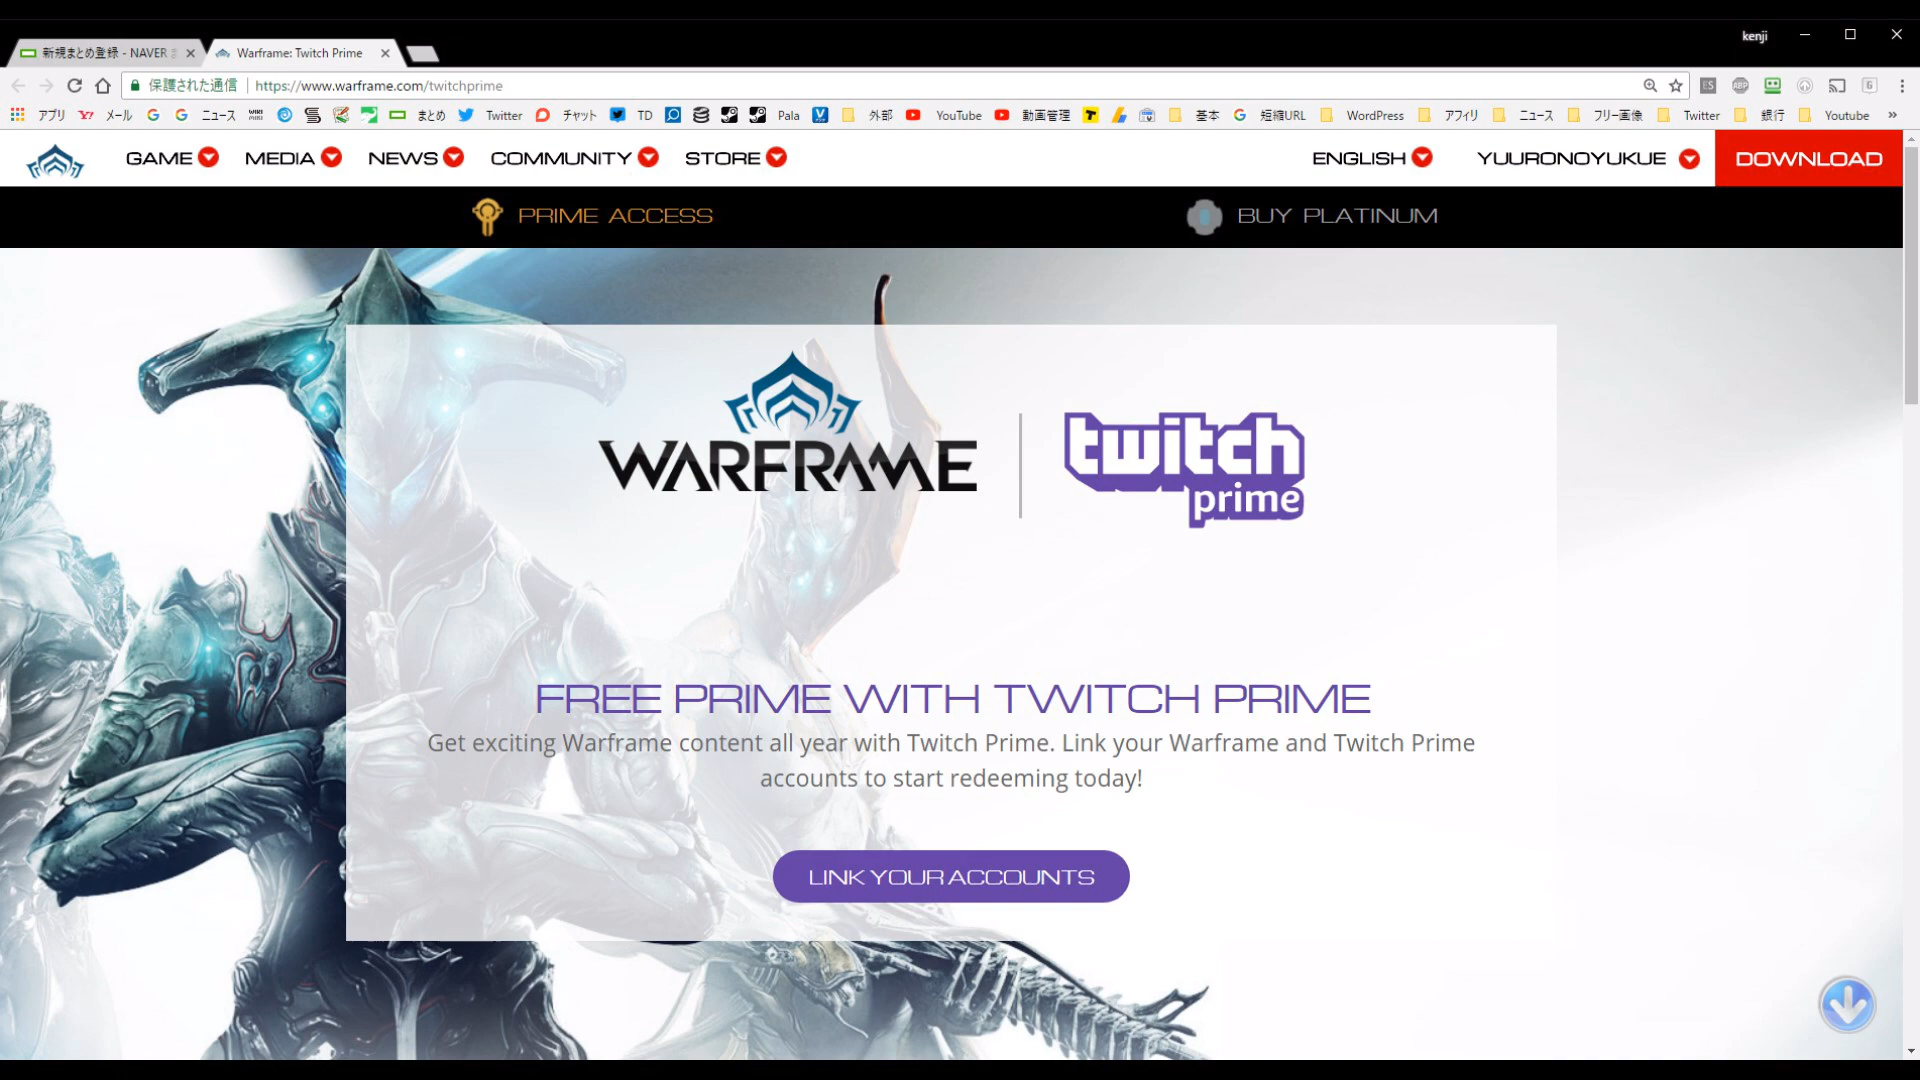 kenji
新規まとめ登録 - NAVER ま
Warframe: Twitch Prime
保護された通信 https://www.warframe.com/twitchprime
アプリ メール ニュース まとめ Twitter チャット TD Pala 外部 YouTube 動画管理 基本 短縮URL WordPress アフィリ ニュース フリー画像 Twitter 銀行 Youtube »
GAME MEDIA NEWS COMMUNITY STORE ENGLISH YUURONOYUKUE DOWNLOAD
PRIME ACCESS BUY PLATINUM
WARFRAME
twitch
prime
FREE PRIME WITH TWITCH PRIME
Get exciting Warframe content all year with Twitch Prime. Link your Warframe and Twitch Prime
accounts to start redeeming today!
LINK YOUR ACCOUNTS